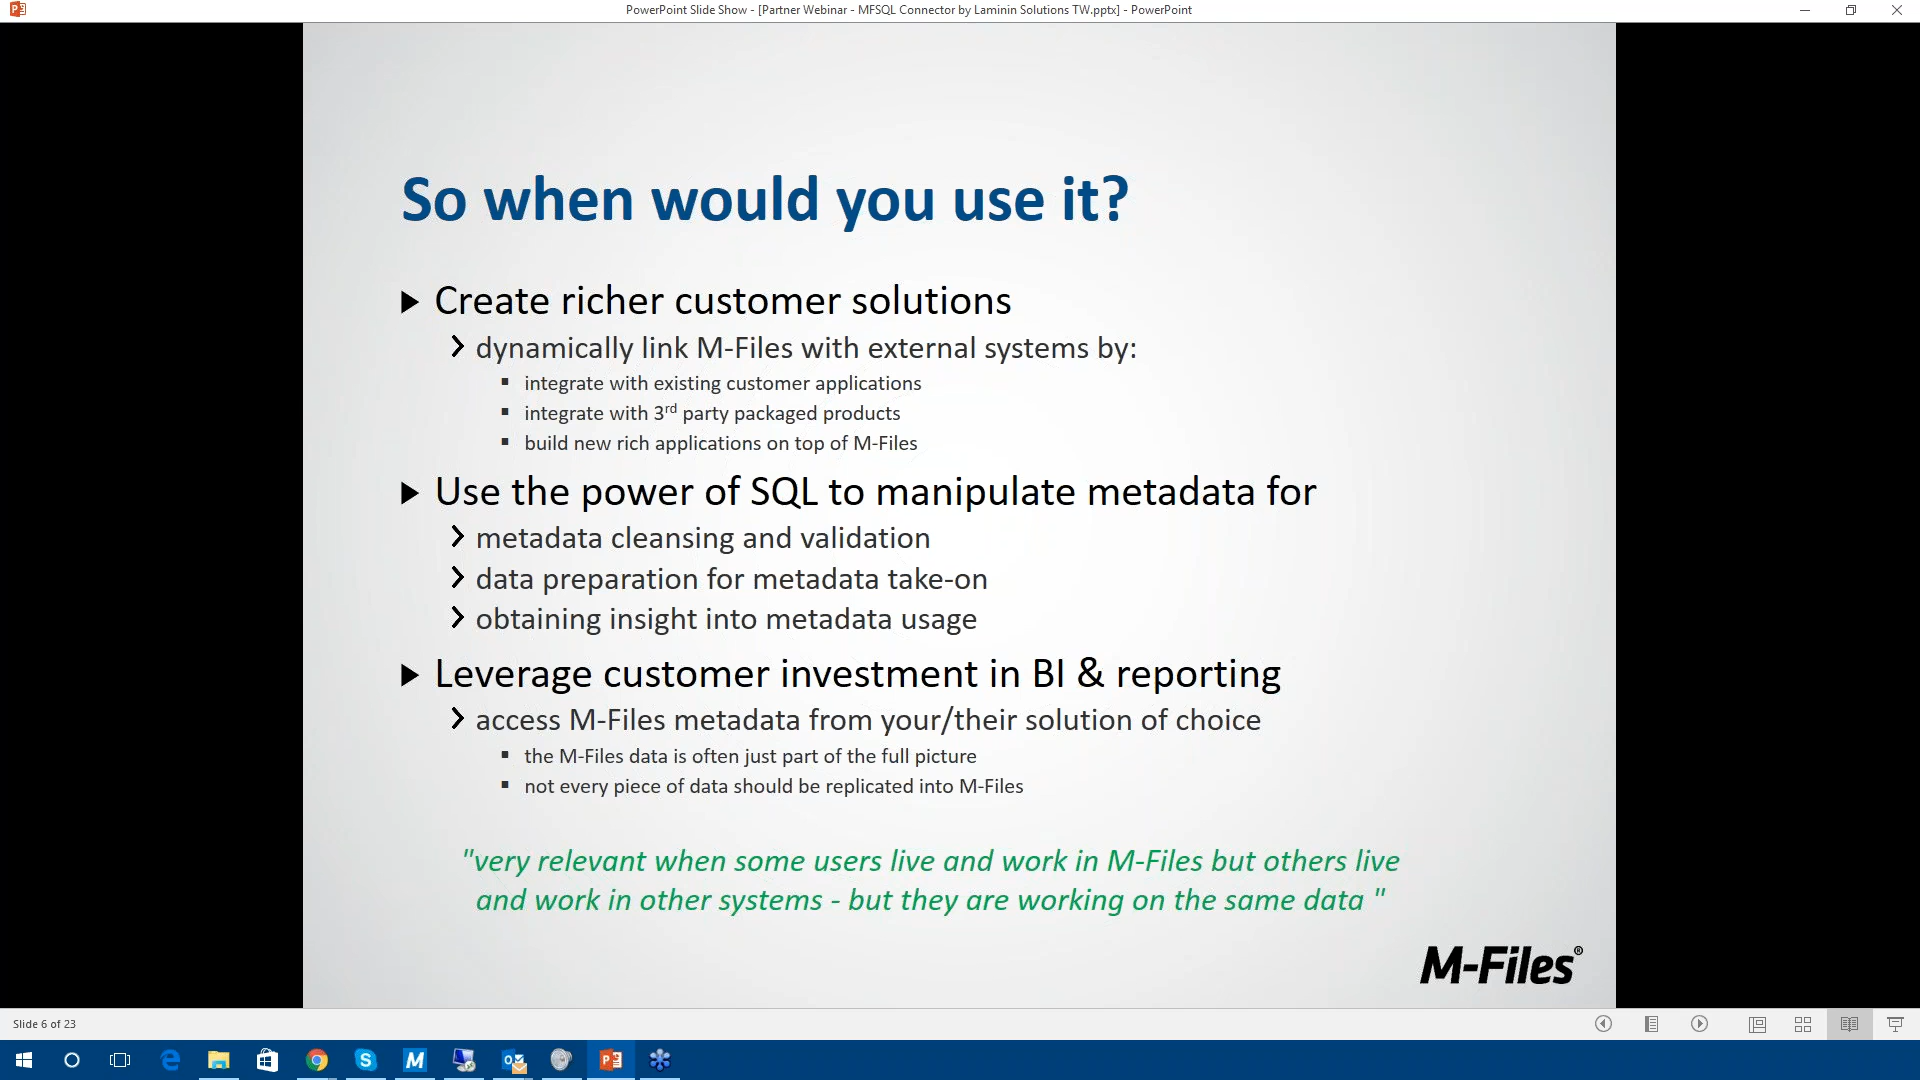 PowerPoint Slide Show - [Partner Webinar - MFSQL Connector by Laminin Solutions TW.pptx] - PowerPoint
So when would you use it?
Create richer customer solutions
dynamically link M-Files with external systems by:
integrate with existing customer applications
integrate with 3rd party packaged products
build new rich applications on top of M-Files
Use the power of SQL to manipulate metadata for
metadata cleansing and validation
data preparation for metadata take-on
obtaining insight into metadata usage
Leverage customer investment in BI & reporting
access M-Files metadata from your/their solution of choice
the M-Files data is often just part of the full picture
not every piece of data should be replicated into M-Files
"very relevant when some users live and work in M-Files but others live
and work in other systems - but they are working on the same data "
M-Files®
Slide 6 of 23